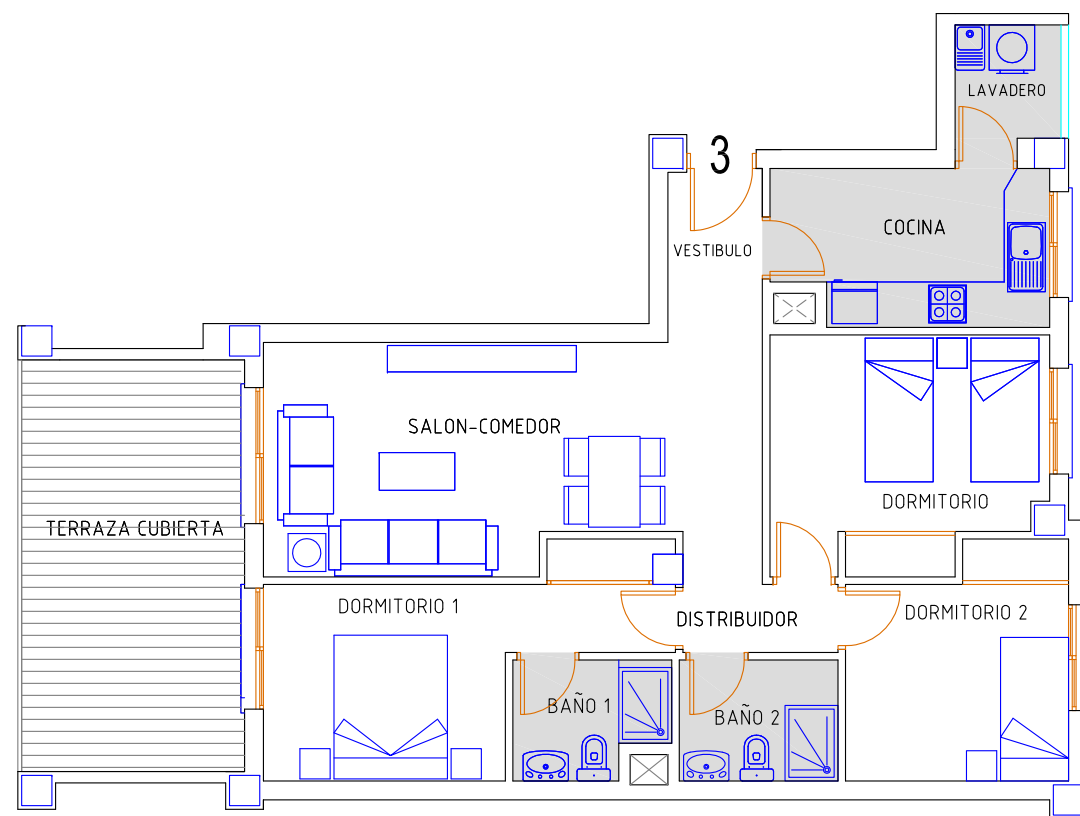 LAVADERO
3
COCINA
VESTIBULO
SALON-COMEDOR
DORMITORIO
TERRAZA CUBIERTA
DORMITORIO 1
DISTRIBUIDOR
DORMITORIO 2
BAÑO 1
BAÑO 2